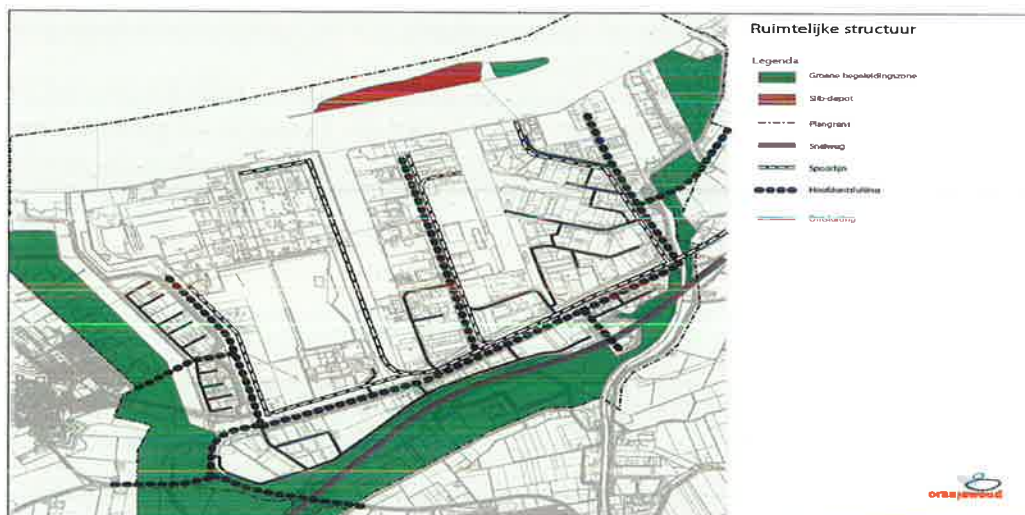 Ruimtelijke structuur
Legenda
Groene begeleidingszone
Slib-depot
Plangrens
Snelweg
Spoorlijn
Hoofdontsluiting
Ontsluiting
oranjewoud